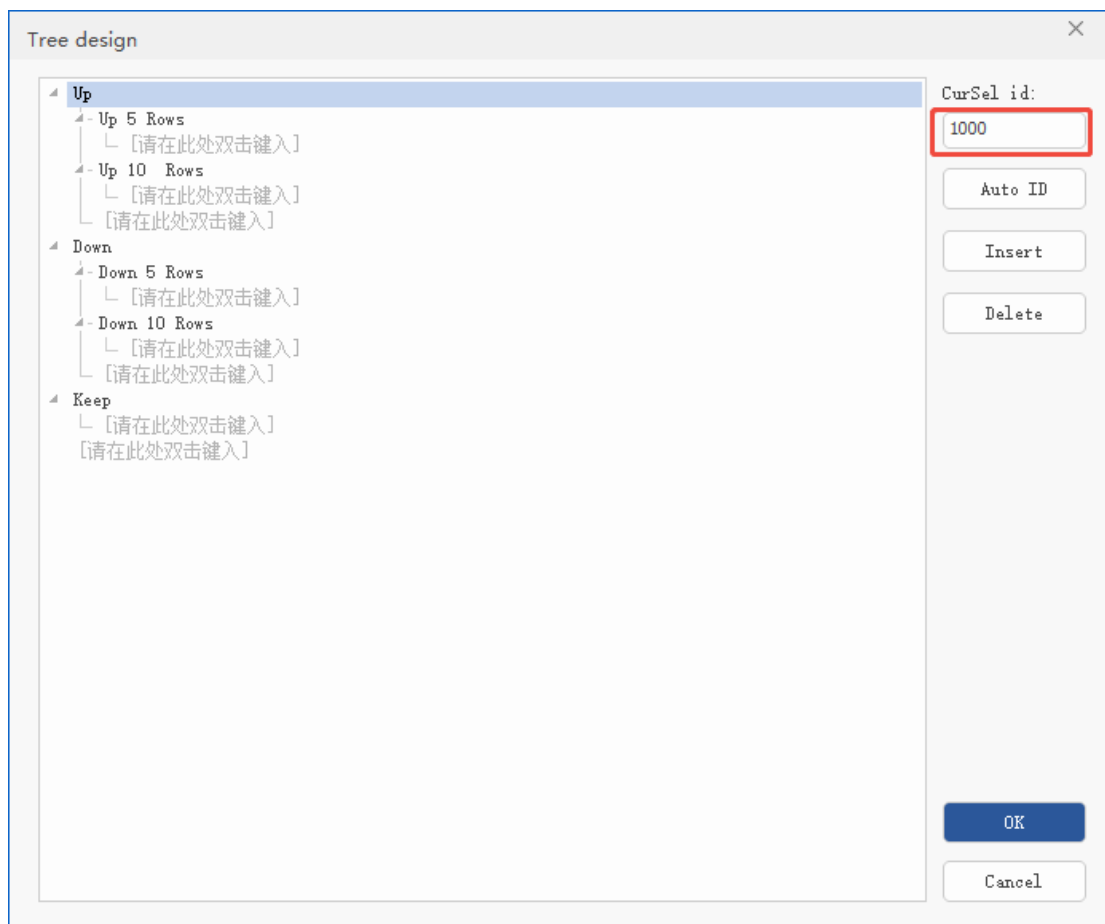 Tree design
Up
Up 5 Rows
[请在此处双击键入]
Up 10  Rows
[请在此处双击键入]
[请在此处双击键入]
Down
Down 5 Rows
[请在此处双击键入]
Down 10 Rows
[请在此处双击键入]
[请在此处双击键入]
Keep
[请在此处双击键入]
[请在此处双击键入]
CurSel id:
1000
Auto ID
Insert
Delete
OK
Cancel